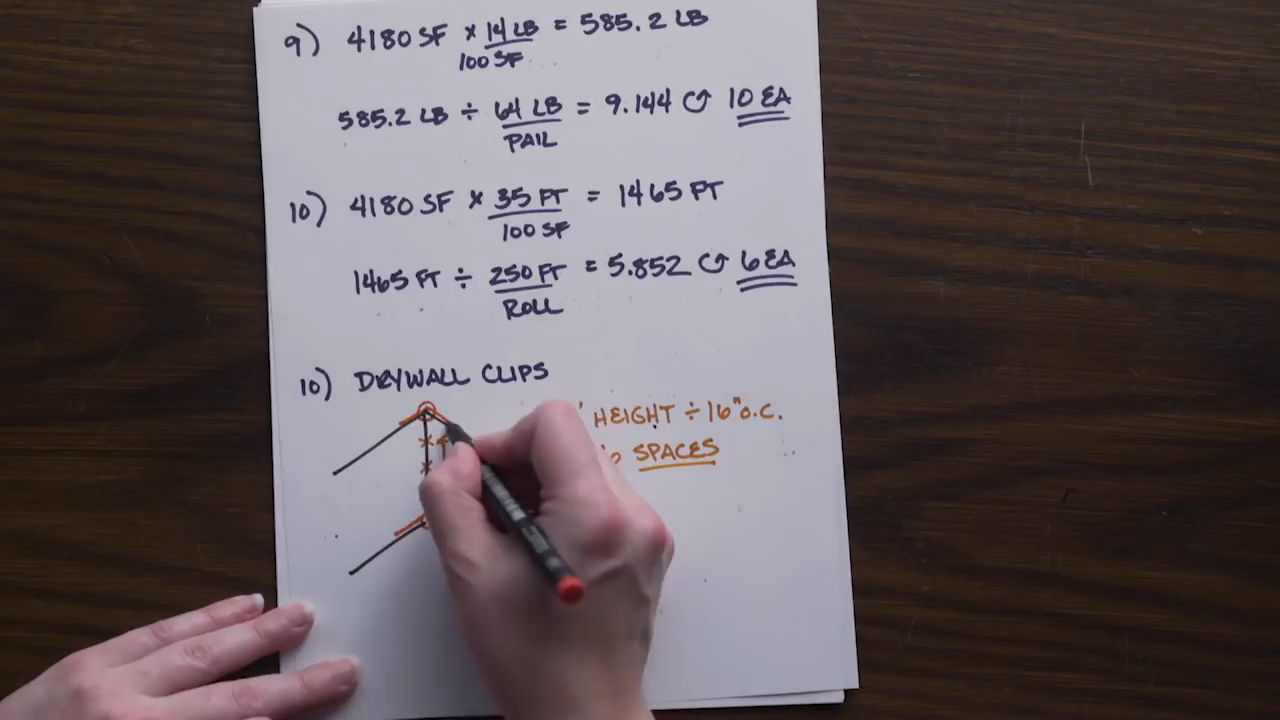 9) 4180 SF × 14 LB = 585.2 LB
100 SF
585.2 LB ÷ 64 LB = 9.144 ↺ 10 EA
PAIL
10) 4180 SF × 35 FT = 1465 FT
100 SF
1465 FT ÷ 250 FT = 5.852 ↺ 6 EA
ROLL
10) DRYWALL CLIPS
' HEIGHT ÷ 16" O.C.
SPACES